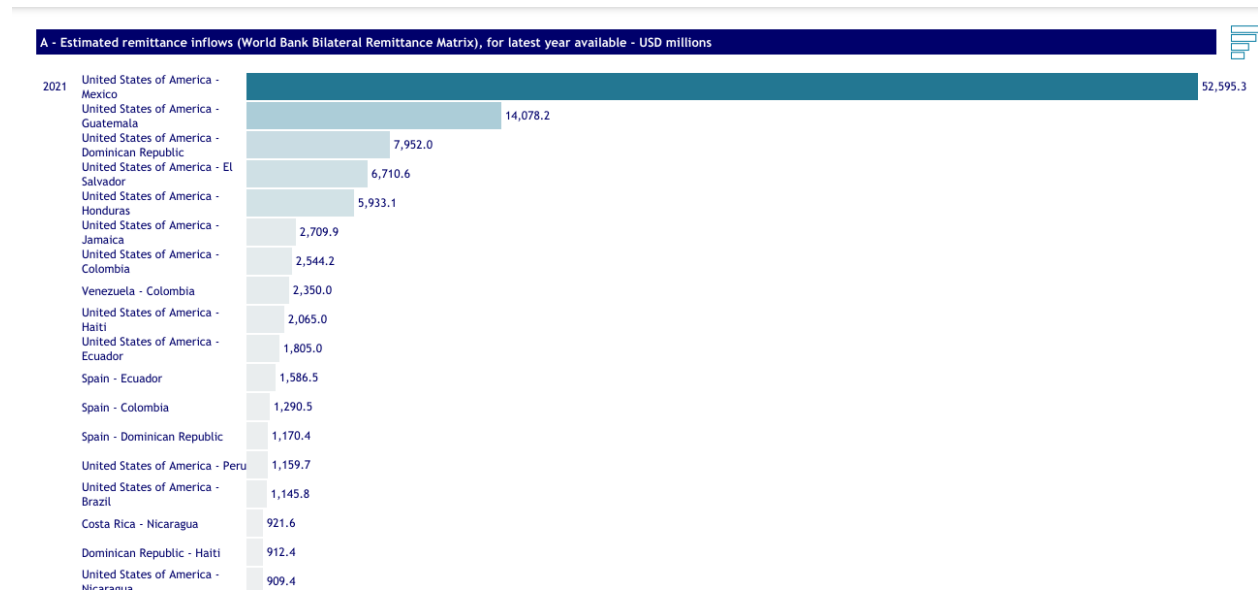 A - Estimated remittance inflows (World Bank Bilateral Remittance Matrix), for latest year available - USD millions
2021
United States of America -
Mexico
52,595.3
United States of America -
Guatemala
14,078.2
United States of America -
Dominican Republic
7,952.0
United States of America - El
Salvador
6,710.6
United States of America -
Honduras
5,933.1
United States of America -
Jamaica
2,709.9
United States of America -
Colombia
2,544.2
Venezuela - Colombia
2,350.0
United States of America -
Haiti
2,065.0
United States of America -
Ecuador
1,805.0
Spain - Ecuador
1,586.5
Spain - Colombia
1,290.5
Spain - Dominican Republic
1,170.4
United States of America - Peru
1,159.7
United States of America -
Brazil
1,145.8
Costa Rica - Nicaragua
921.6
Dominican Republic - Haiti
912.4
United States of America -
Nicaragua
909.4